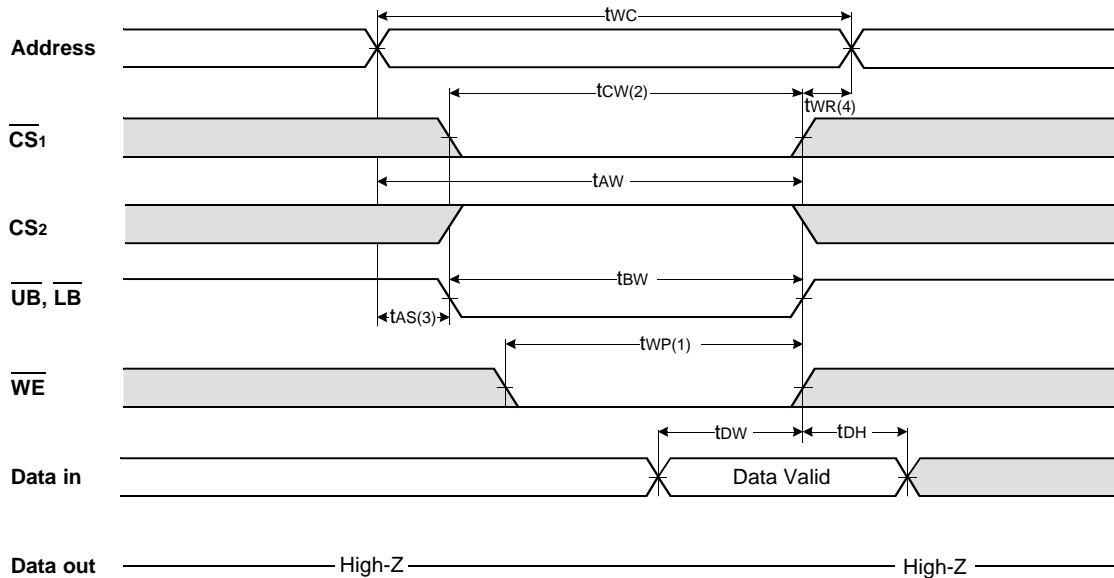 tWC
Address
tCW(2)
tWR(4)
CS1
tAW
CS2
tBW
UB, LB
tAS(3)
tWP(1)
WE
tDW
tDH
Data in
Data Valid
Data out
High-Z
High-Z